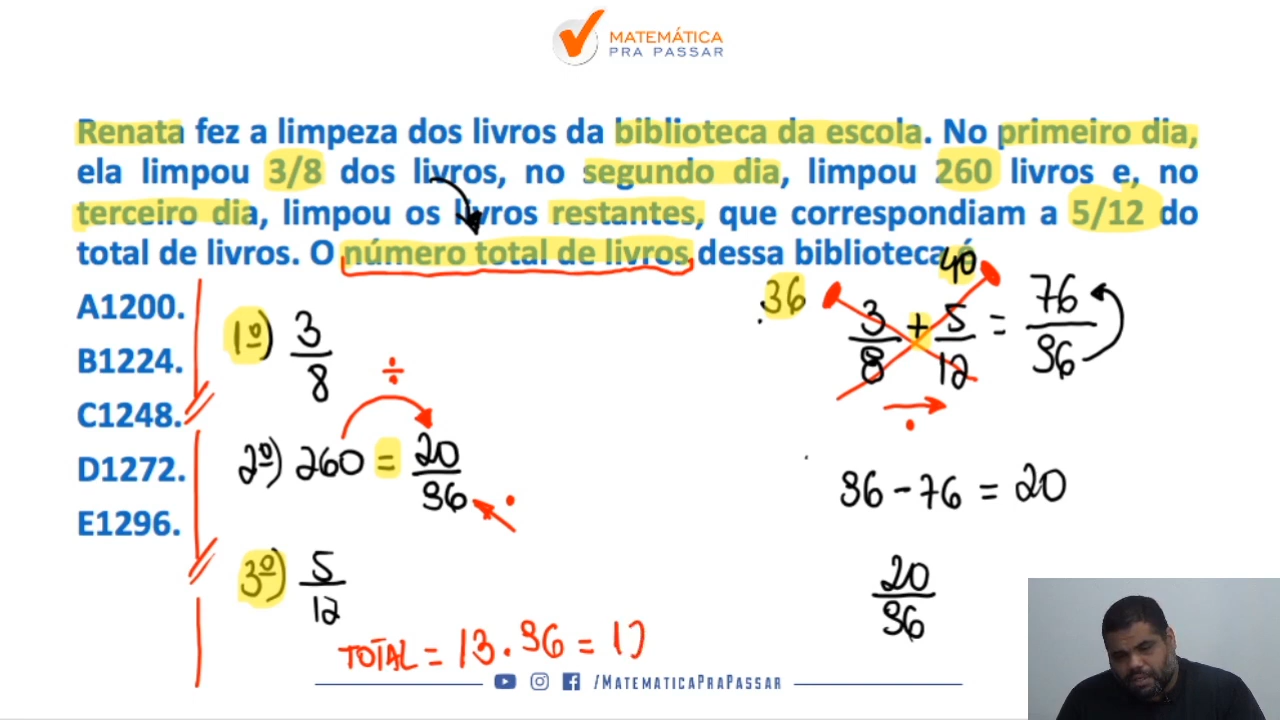 MATEMÁTICA
PRA PASSAR
Renata fez a limpeza dos livros da biblioteca da escola. No primeiro dia,
ela limpou 3/8 dos livros, no segundo dia, limpou 260 livros e, no
terceiro dia, limpou os livros restantes, que correspondiam a 5/12 do
total de livros. O número total de livros dessa biblioteca é
A1200.
B1224.
C1248.
D1272.
E1296.
1º) 3/8
÷
2º) 260 = 20/96
3º) 5/12
36 40
3/8 + 5/12 = 76/96
96 - 76 = 20
20/96
TOTAL = 13 . 96 = 12
/MATEMATICAPRAPASSAR